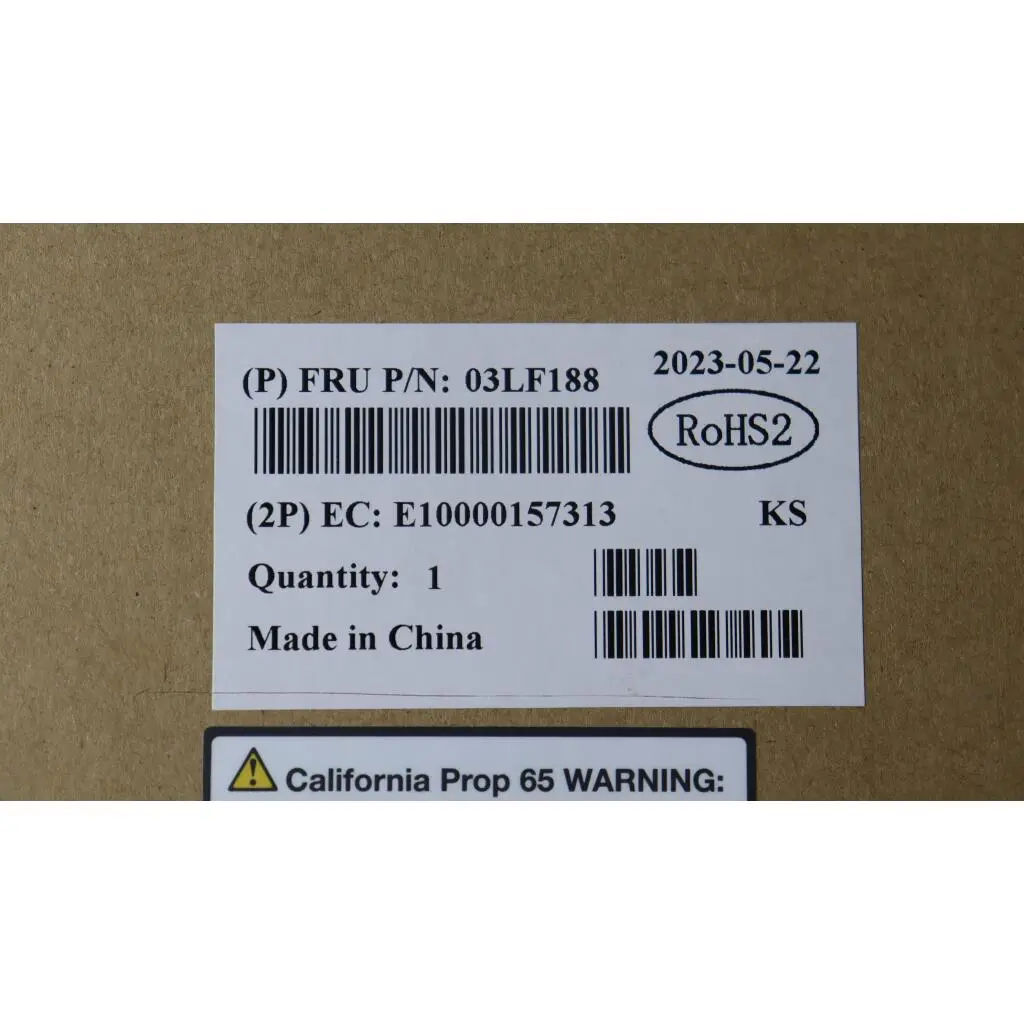 (P) FRU P/N: 03LF188
2023-05-22
RoHS2
(2P) EC: E10000157313
KS
Quantity: 1
Made in China
California Prop 65 WARNING: